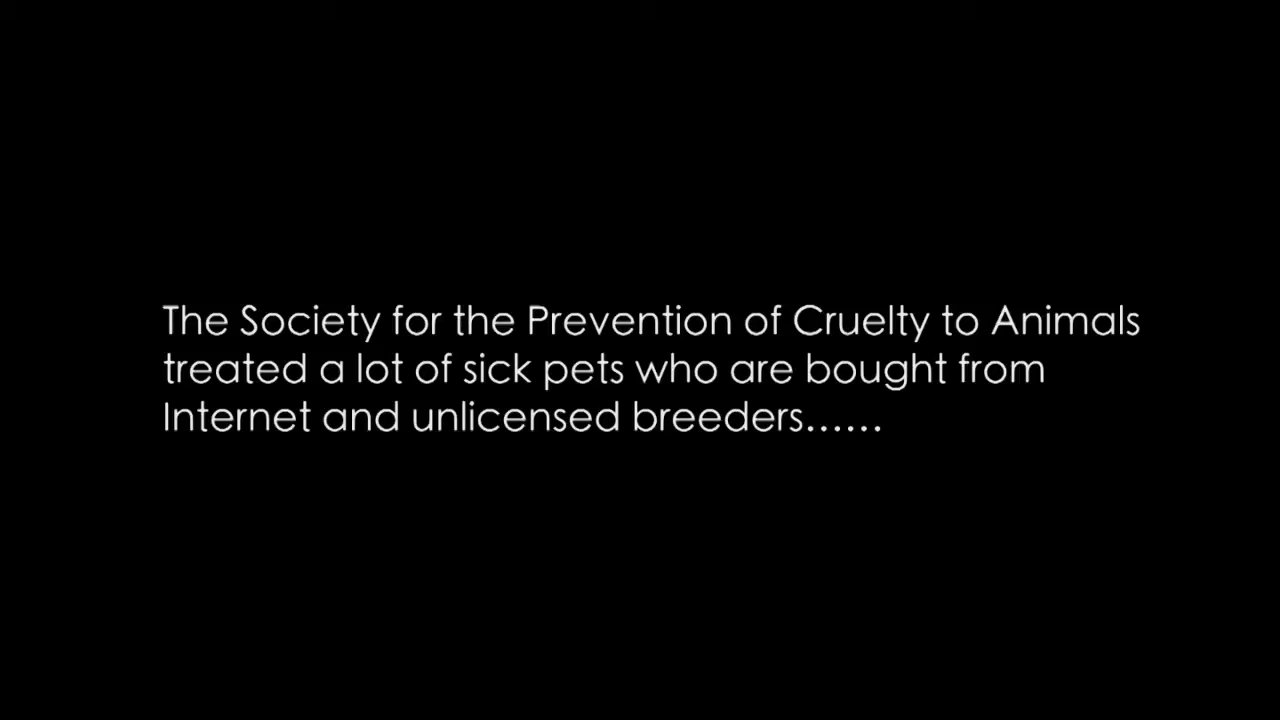 The Society for the Prevention of Cruelty to Animals
treated a lot of sick pets who are bought from
Internet and unlicensed breeders......